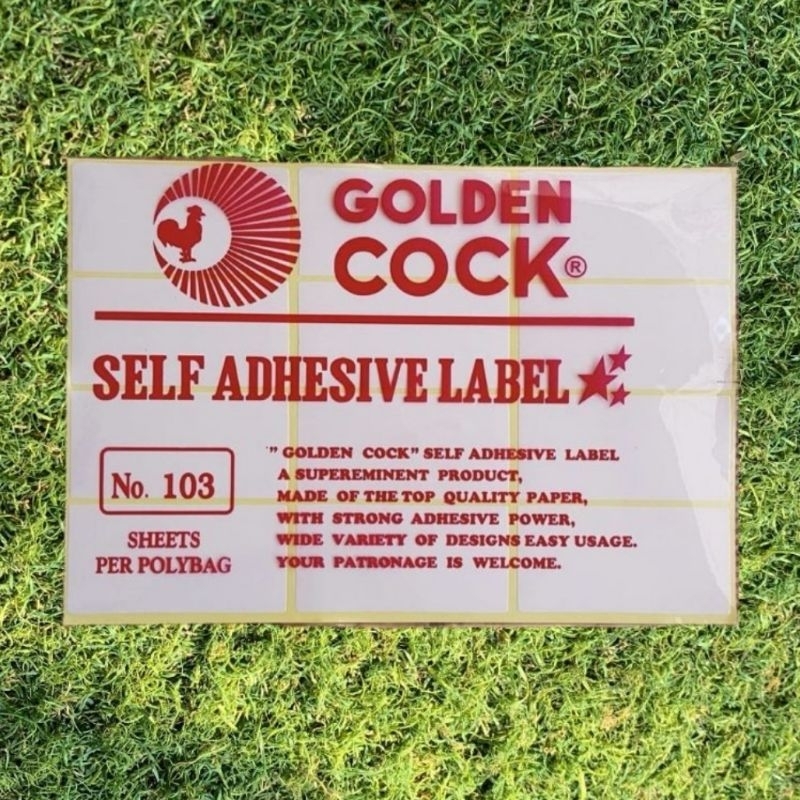 GOLDEN
COCK®
SELF ADHESIVE LABEL
No. 103
SHEETS
PER POLYBAG
" GOLDEN COCK" SELF ADHESIVE LABEL
A SUPEREMINENT PRODUCT,
MADE OF THE TOP QUALITY PAPER,
WITH STRONG ADHESIVE POWER,
WIDE VARIETY OF DESIGNS EASY USAGE.
YOUR PATRONAGE IS WELCOME.